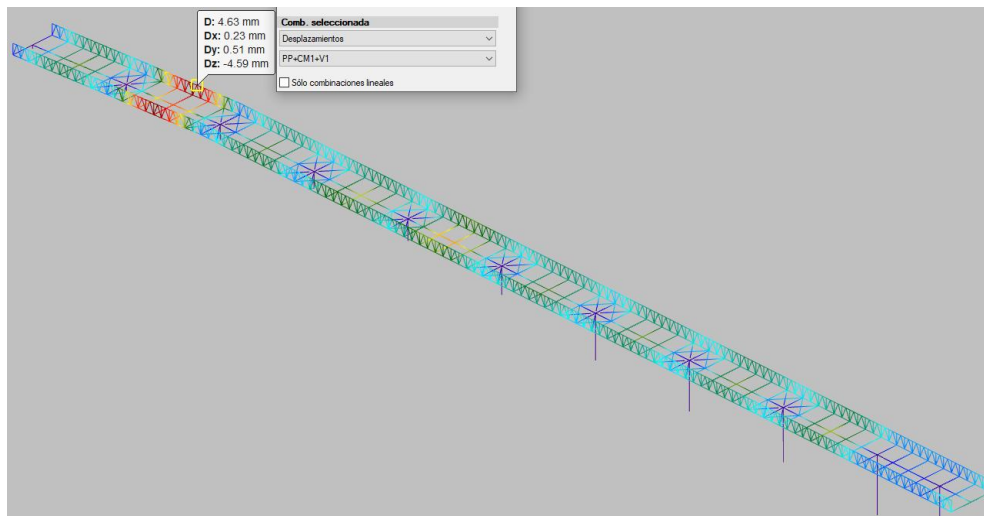 D: 4.63 mm
Dx: 0.23 mm
Dy: 0.51 mm
Dz: -4.59 mm
Comb. seleccionada
Desplazamientos
PP+CM1+V1
Sólo combinaciones lineales